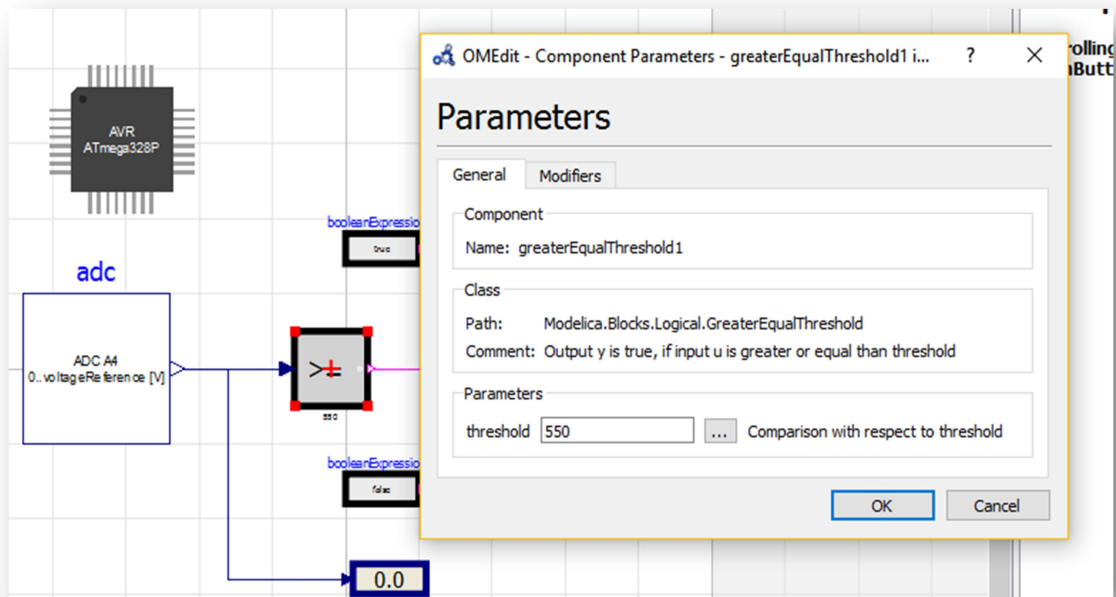 OMEdit - Component Parameters - greaterEqualThreshold1 i...
?
rolling
Butt
Parameters
General
Modifiers
Component
Name: greaterEqualThreshold1
Class
Path: Modelica.Blocks.Logical.GreaterEqualThreshold
Comment: Output y is true, if input u is greater or equal than threshold
Parameters
threshold 550 ... Comparison with respect to threshold
OK
Cancel
AVR
ATmega328P
booleanExpressio
true
adc
ADC A4
0..voltageReference [V]
>=
550
booleanExpressio
false
0.0